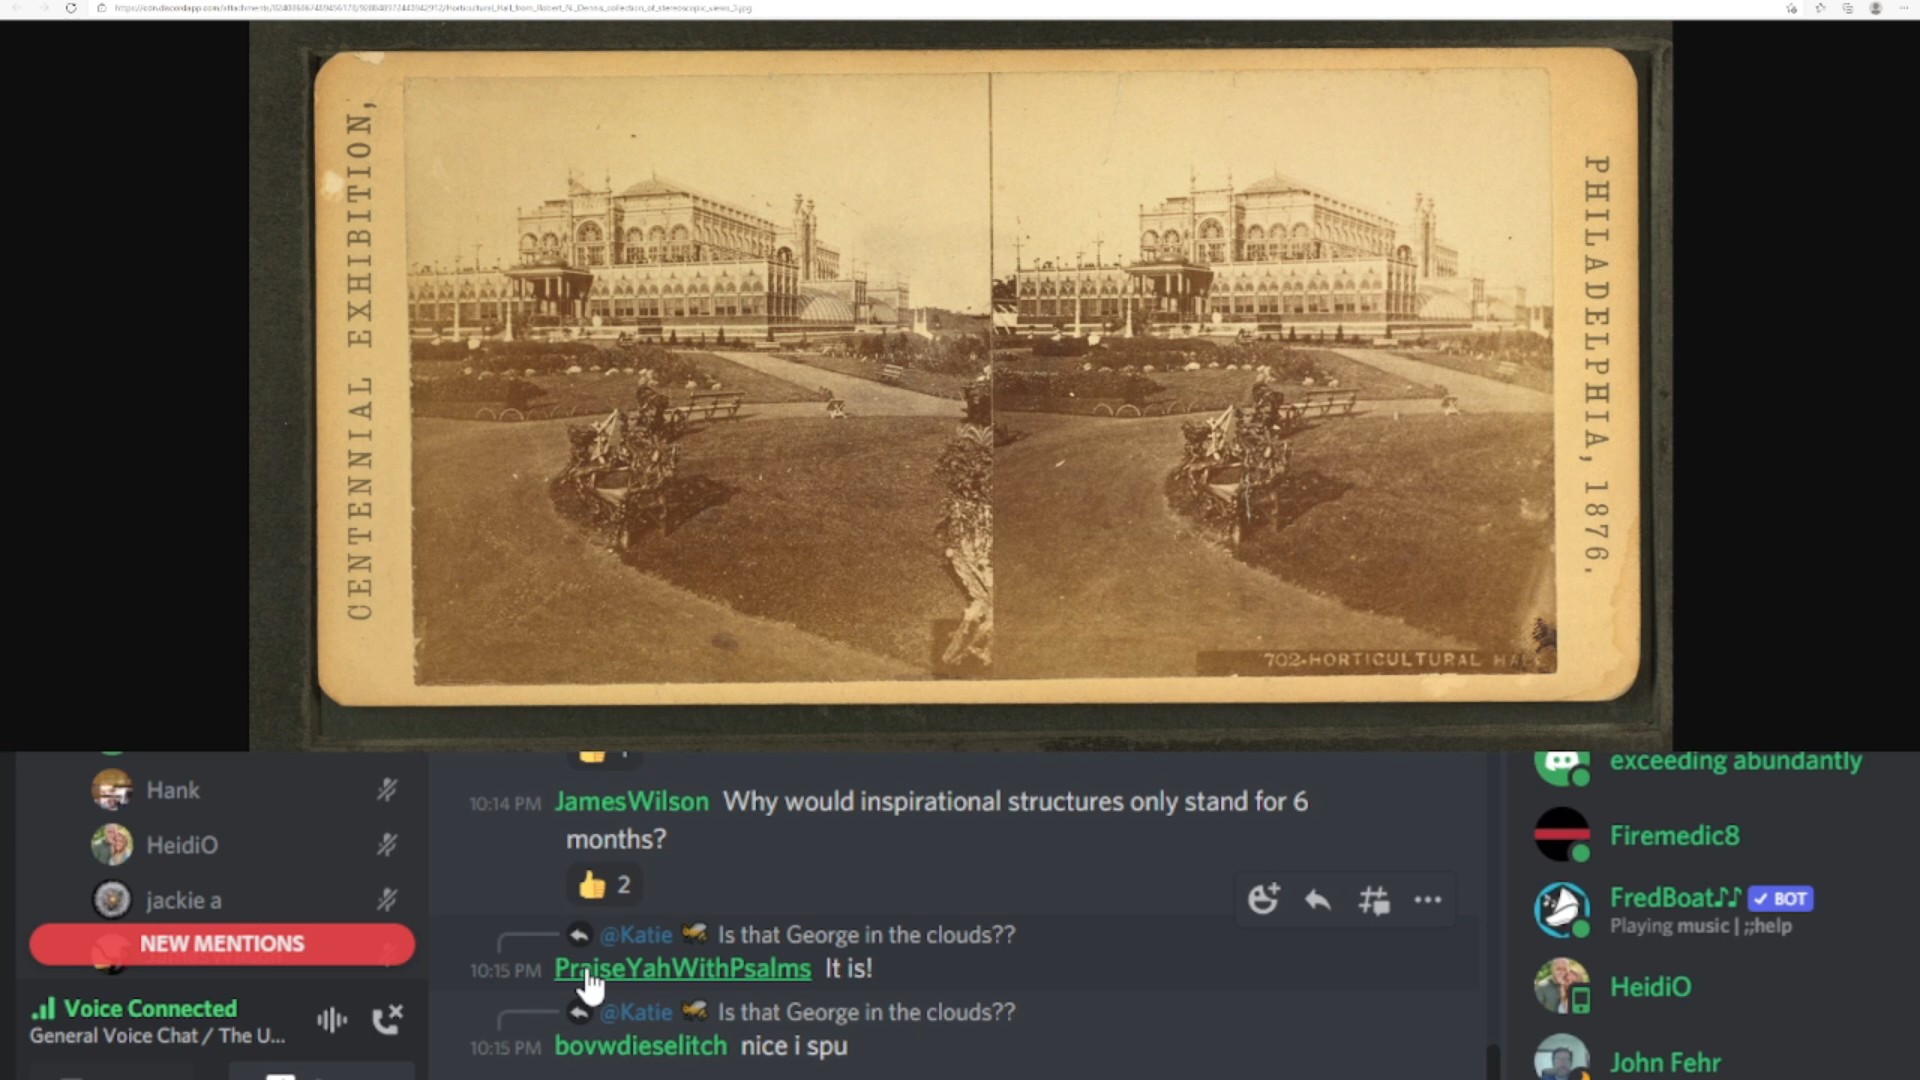 CENTENNIAL EXHIBITION,
PHILADELPHIA, 1876.
702-HORTICULTURAL
Hank
HeidiO
jackie a
NEW MENTIONS
Voice Connected
General Voice Chat / The U...
10:14 PM JamesWilson Why would inspirational structures only stand for 6
months?
2
@Katie Is that George in the clouds??
10:15 PM PraiseYahWithPsalms It is!
@Katie Is that George in the clouds??
10:15 PM bovwdieselitch nice i spu
exceeding abundantly
Firemedic8
FredBoat♪♪ ✓ BOT
Playing music | ;;help
HeidiO
John Fehr